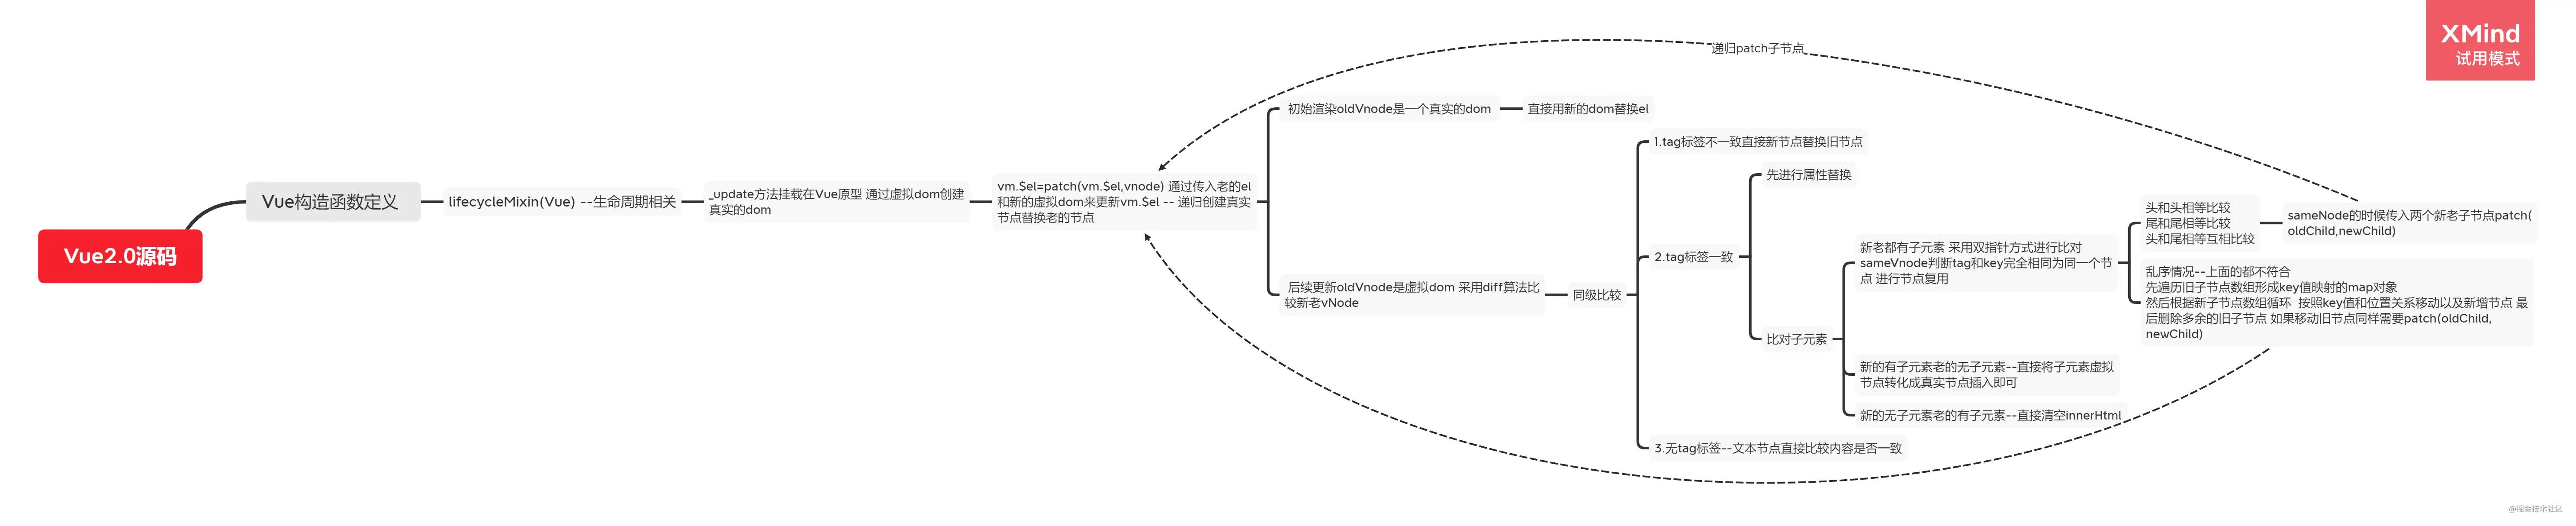 XMind
试用模式
递归patch子节点
Vue2.0源码
Vue构造函数定义
lifecycleMixin(Vue) --生命周期相关
_update方法挂载在Vue原型 通过虚拟dom创建
真实的dom
vm.$el=patch(vm.$el,vnode) 通过传入老的el
和新的虚拟dom来更新vm.$el -- 递归创建真实
节点替换老的节点
初始渲染oldVnode是一个真实的dom
直接用新的dom替换el
后续更新oldVnode是虚拟dom 采用diff算法比
较新老vNode
同级比较
1.tag标签不一致直接新节点替换旧节点
2.tag标签一致
先进行属性替换
比对子元素
新老都有子元素 采用双指针方式进行比对
sameVnode判断tag和key完全相同为同一个节
点 进行节点复用
头和头相等比较
尾和尾相等比较
头和尾相等互相比较
sameNode的时候传入两个新老子节点patch(
oldChild,newChild)
乱序情况--上面的都不符合
先遍历旧子节点数组形成key值映射的map对象
然后根据新子节点数组循环 按照key值和位置关系移动以及新增节点 最
后删除多余的旧子节点 如果移动旧节点同样需要patch(oldChild,
newChild)
新的有子元素老的无子元素--直接将子元素虚拟
节点转化成真实节点插入即可
新的无子元素老的有子元素--直接清空innerHtml
3.无tag标签--文本节点直接比较内容是否一致
@掘金技术社区